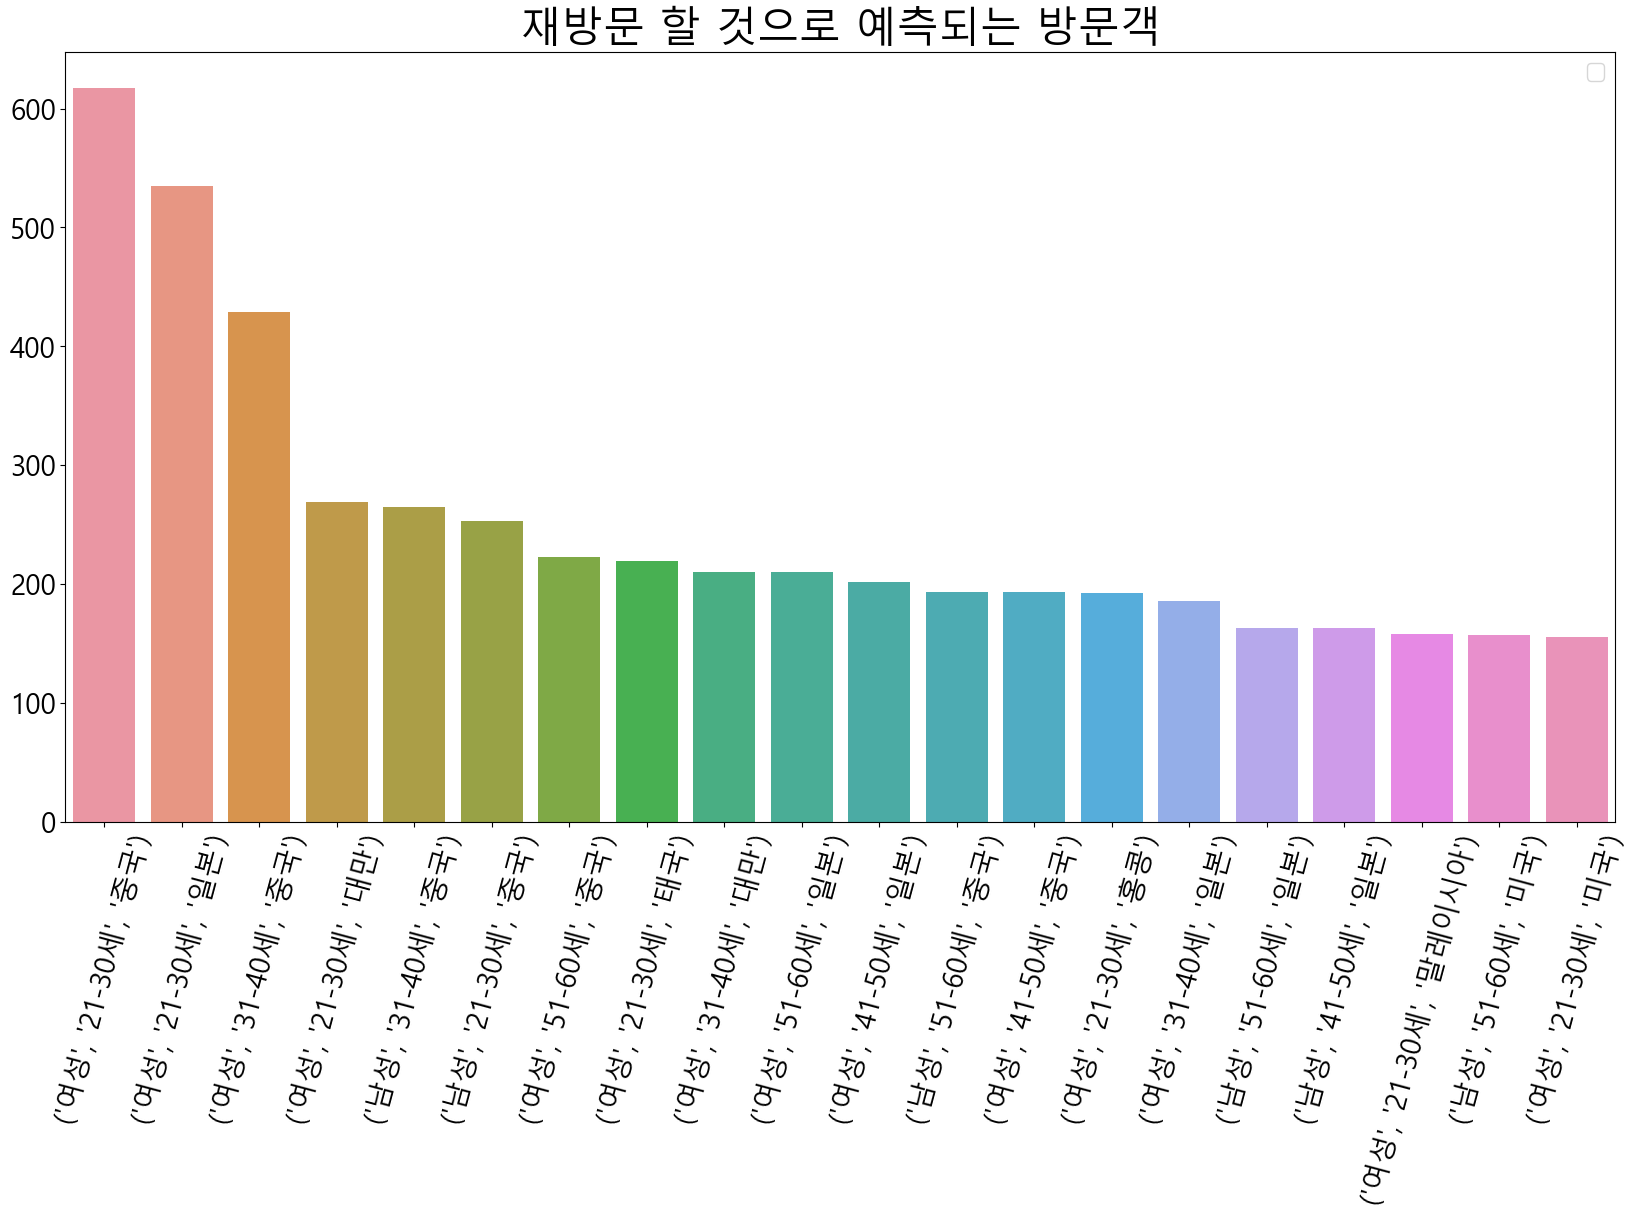 재방문 할 것으로 예측되는 방문객
600
500
400
300
200
100
0
('여성', '21-30세', '중국')
('여성', '21-30세', '일본')
('여성', '31-40세', '중국')
('여성', '21-30세', '대만')
('남성', '31-40세', '중국')
('남성', '21-30세', '중국')
('여성', '51-60세', '중국')
('여성', '21-30세', '태국')
('여성', '31-40세', '대만')
('여성', '51-60세', '일본')
('여성', '41-50세', '일본')
('남성', '51-60세', '중국')
('여성', '41-50세', '중국')
('여성', '21-30세', '홍콩')
('여성', '31-40세', '일본')
('남성', '51-60세', '일본')
('남성', '41-50세', '일본')
('여성', '21-30세', '말레이시아')
('남성', '51-60세', '미국')
('여성', '21-30세', '미국')